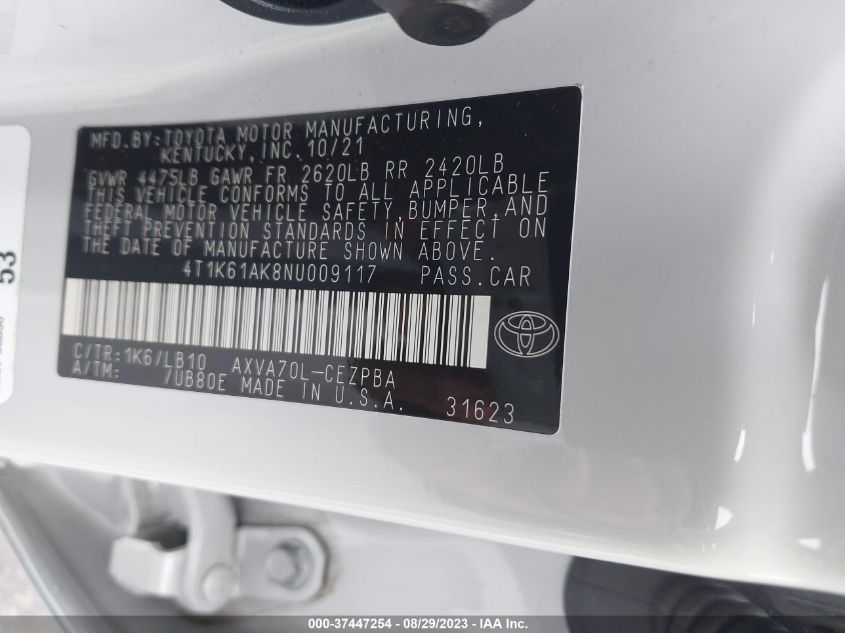 MFD.BY:TOYOTA MOTOR MANUFACTURING,
KENTUCKY,INC.10/21
GVWR 4475LB GAWR FR 2620LB RR 2420LB
THIS VEHICLE CONFORMS TO ALL APPLICABLE
FEDERAL MOTOR VEHICLE SAFETY,BUMPER,AND
THEFT PREVENTION STANDARDS IN EFFECT ON
THE DATE OF MANUFACTURE SHOWN ABOVE.
4T1K61AK8NU009117 PASS.CAR
C/TR:1K6/LB10 AXVA70L-CEZPBA
A/TM: /UB80E MADE IN U.S.A. 31623
53
000-37447254 - 08/29/2023 - IAA Inc.